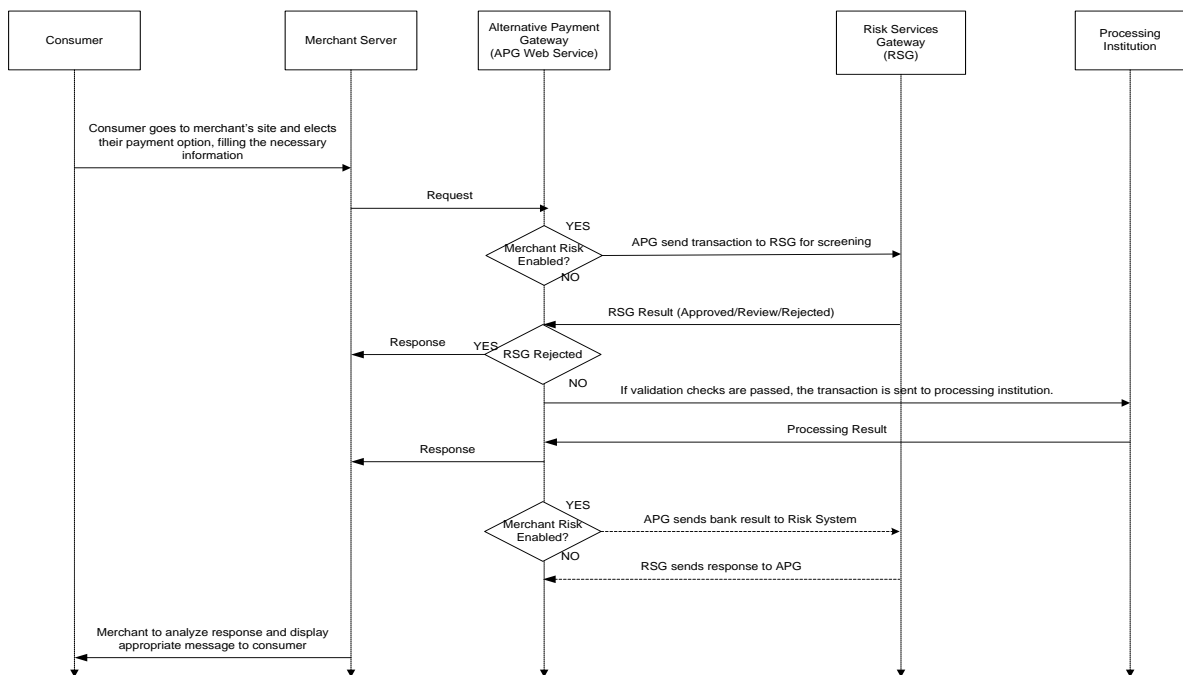 Consumer
Merchant Server
Alternative Payment
Gateway
(APG Web Service)
Risk Services
Gateway
(RSG)
Processing
Institution
Consumer goes to merchant's site and elects
their payment option, filling the necessary
information
Request
YES
Merchant Risk
Enabled?
APG send transaction to RSG for screening
NO
RSG Result (Approved/Review/Rejected)
Response
YES
RSG Rejected
NO
If validation checks are passed, the transaction is sent to processing institution.
Processing Result
Response
YES
Merchant Risk
Enabled?
APG sends bank result to Risk System
NO
RSG sends response to APG
Merchant to analyze response and display
appropriate message to consumer